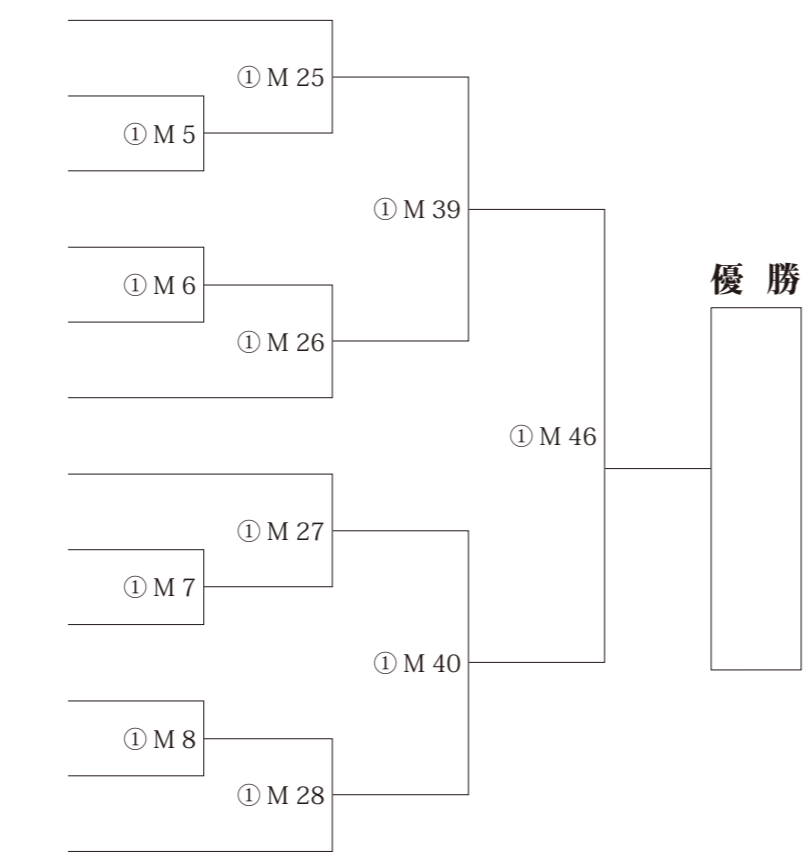 ① M 25
① M 5
① M 39
① M 6
① M 26
優 勝
① M 46
① M 27
① M 7
① M 40
① M 8
① M 28